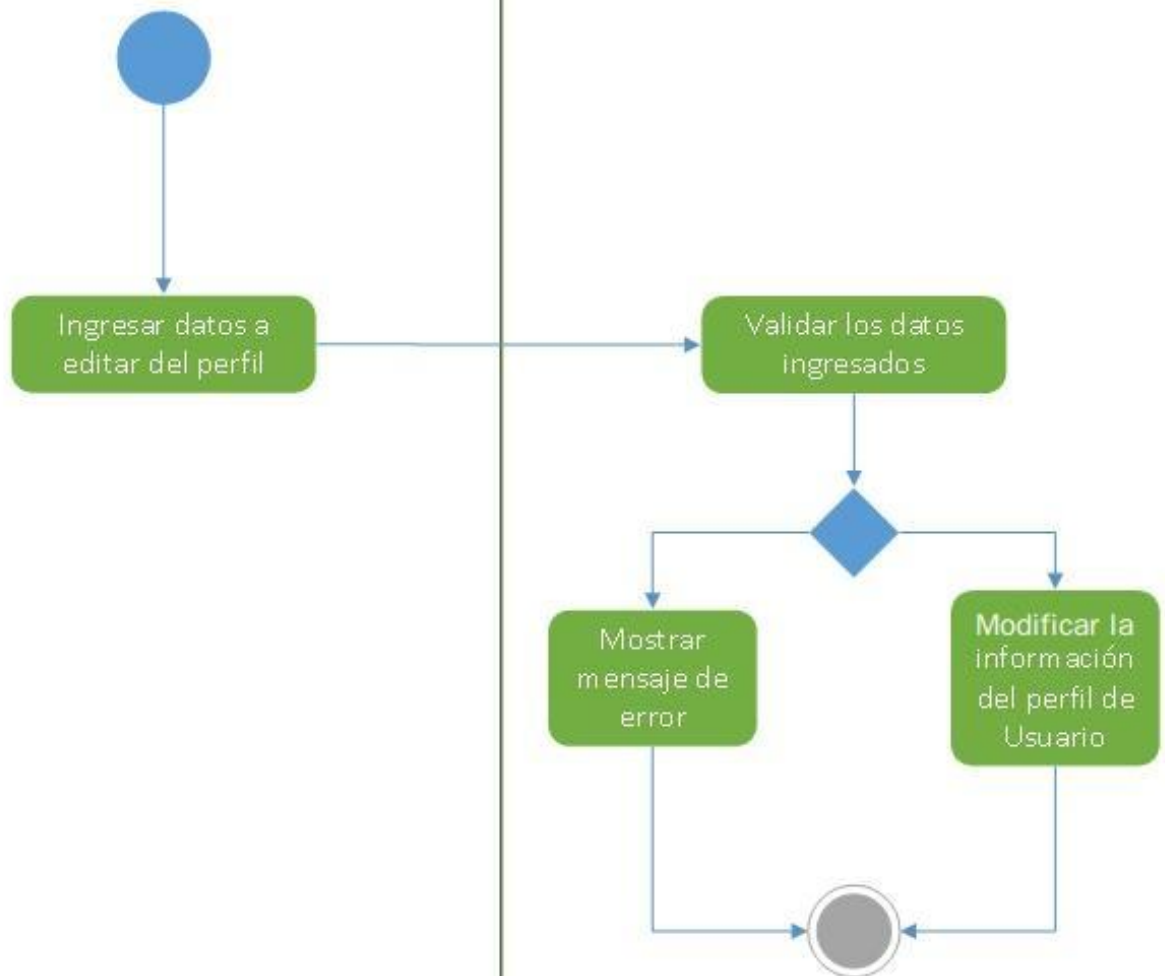 Ingresar datos a
editar del perfil
Validar los datos
ingresados
Mostrar
mensaje de
error
Modificar la
información
del perfil de
Usuario